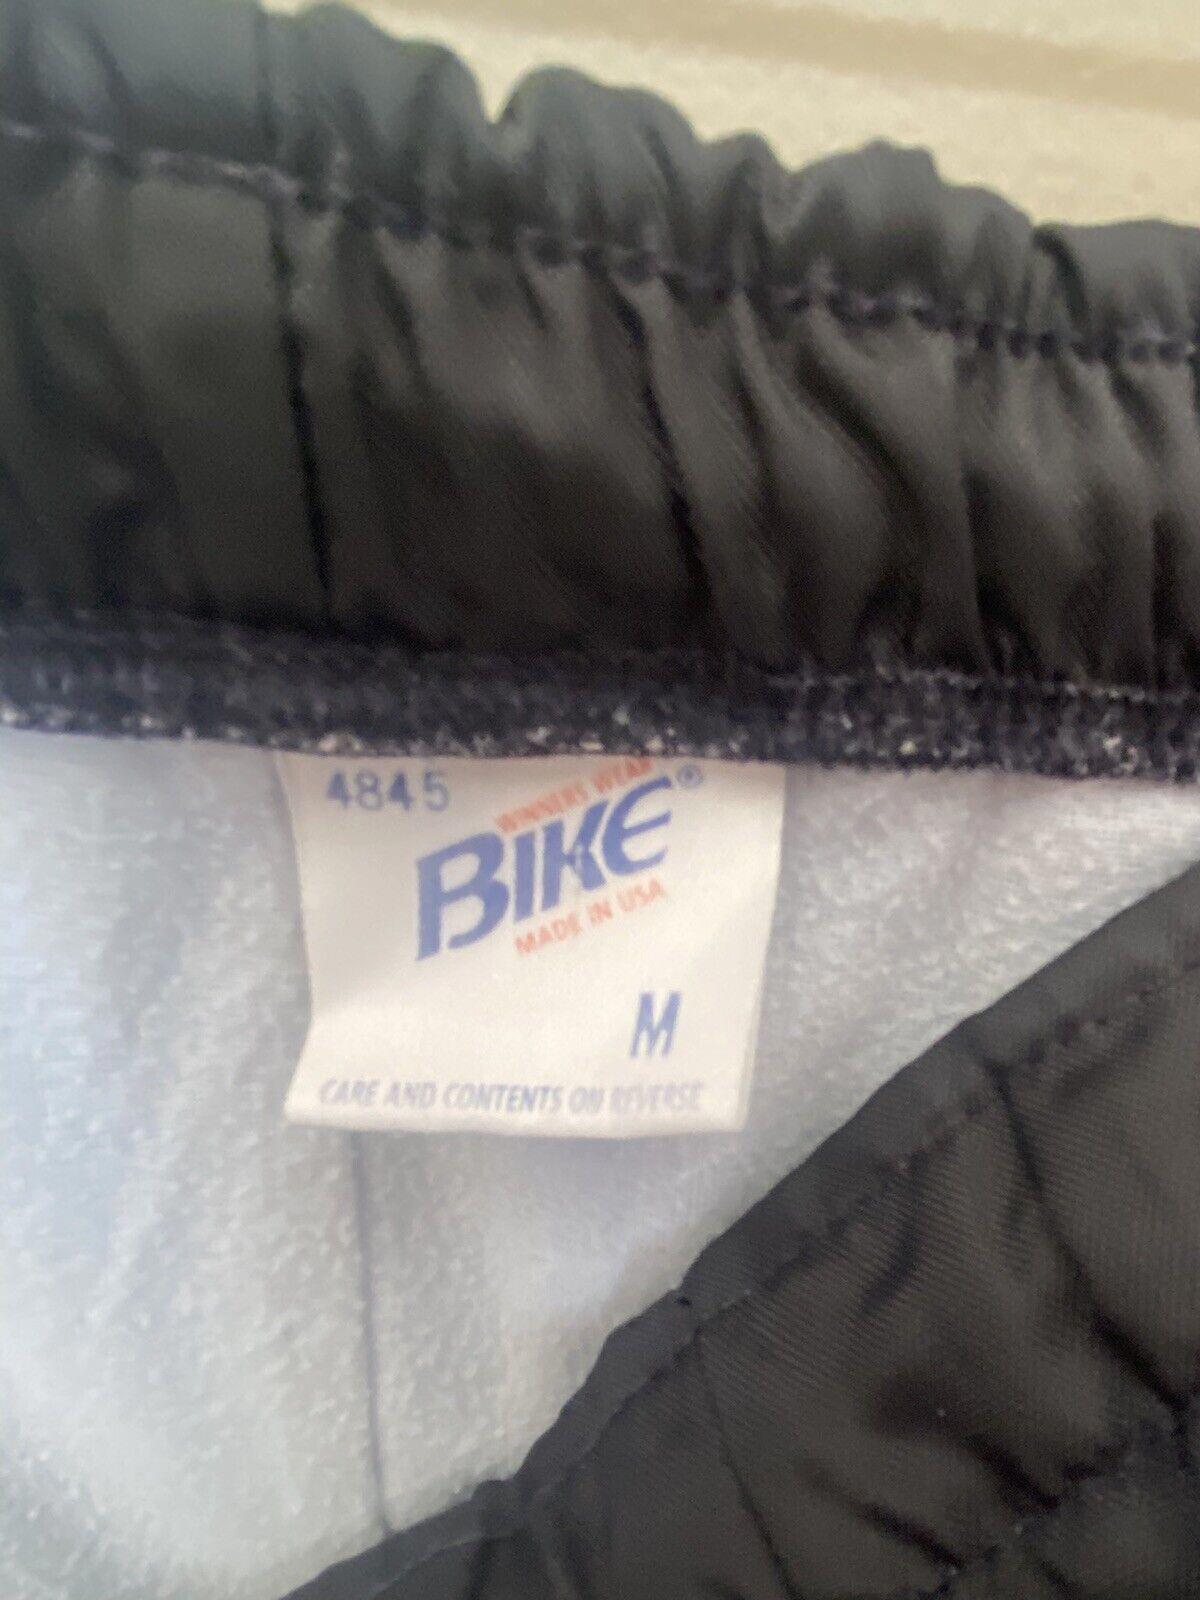 4845
WINNERS WEAR
BIKE®
MADE IN USA
M
CARE AND CONTENTS ON REVERSE